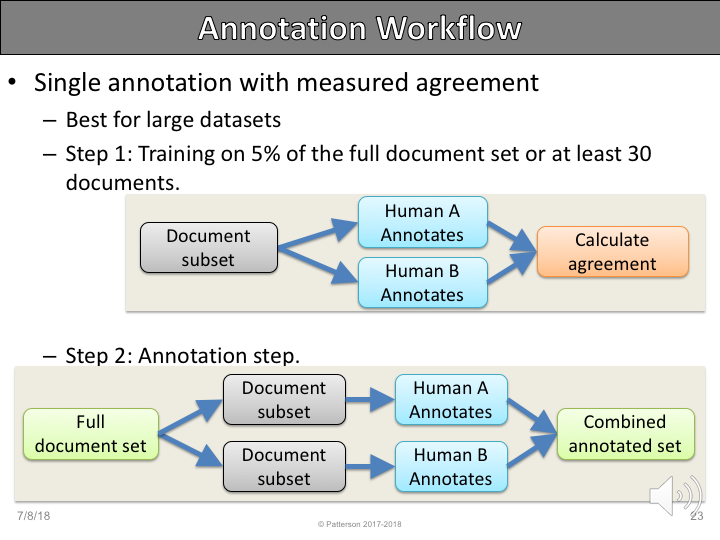 Annotation Workflow
• Single annotation with measured agreement
– Best for large datasets
– Step 1: Training on 5% of the full document set or at least 30
documents.
Document
subset
Human A
Annotates
Human B
Annotates
Calculate
agreement
– Step 2: Annotation step.
Full
document set
Document
subset
Document
subset
Human A
Annotates
Human B
Annotates
Combined
annotated set
7/8/18
© Patterson 2017-2018
23